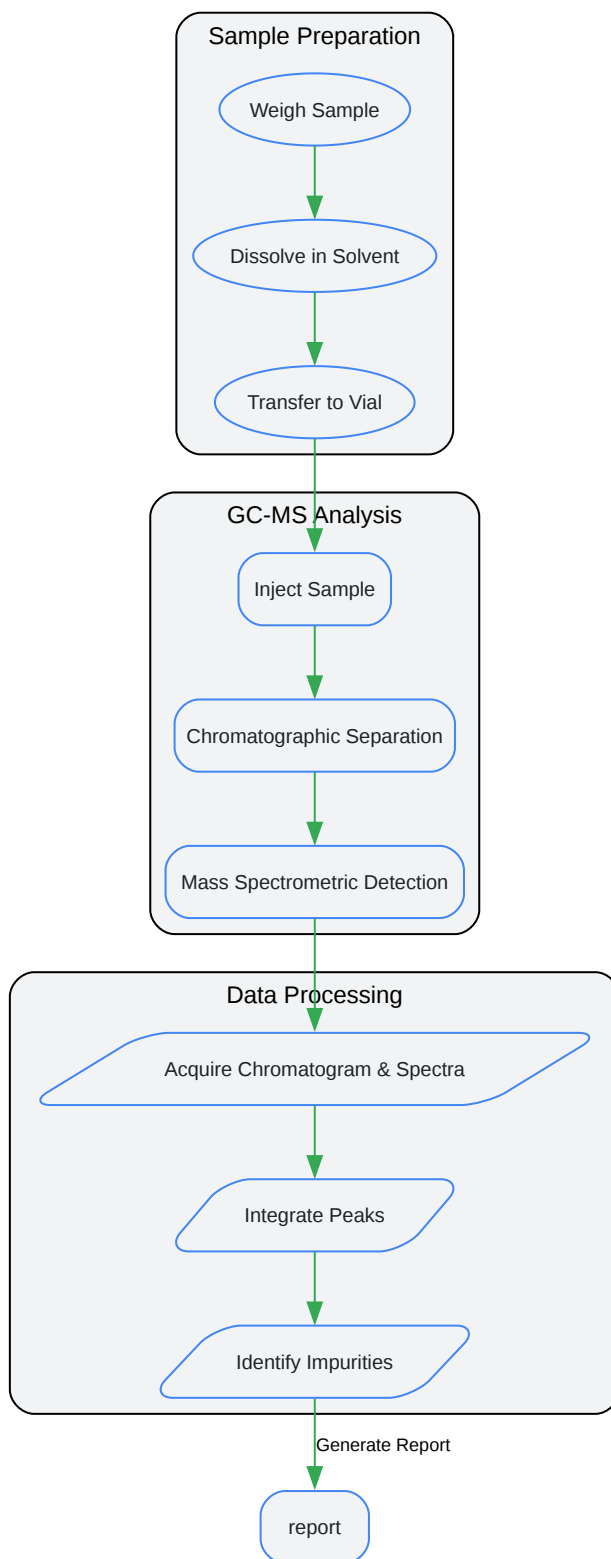 Sample Preparation
Weigh Sample
Dissolve in Solvent
Transfer to Vial
GC-MS Analysis
Inject Sample
Chromatographic Separation
Mass Spectrometric Detection
Data Processing
Acquire Chromatogram & Spectra
Integrate Peaks
Identify Impurities
Generate Report
report